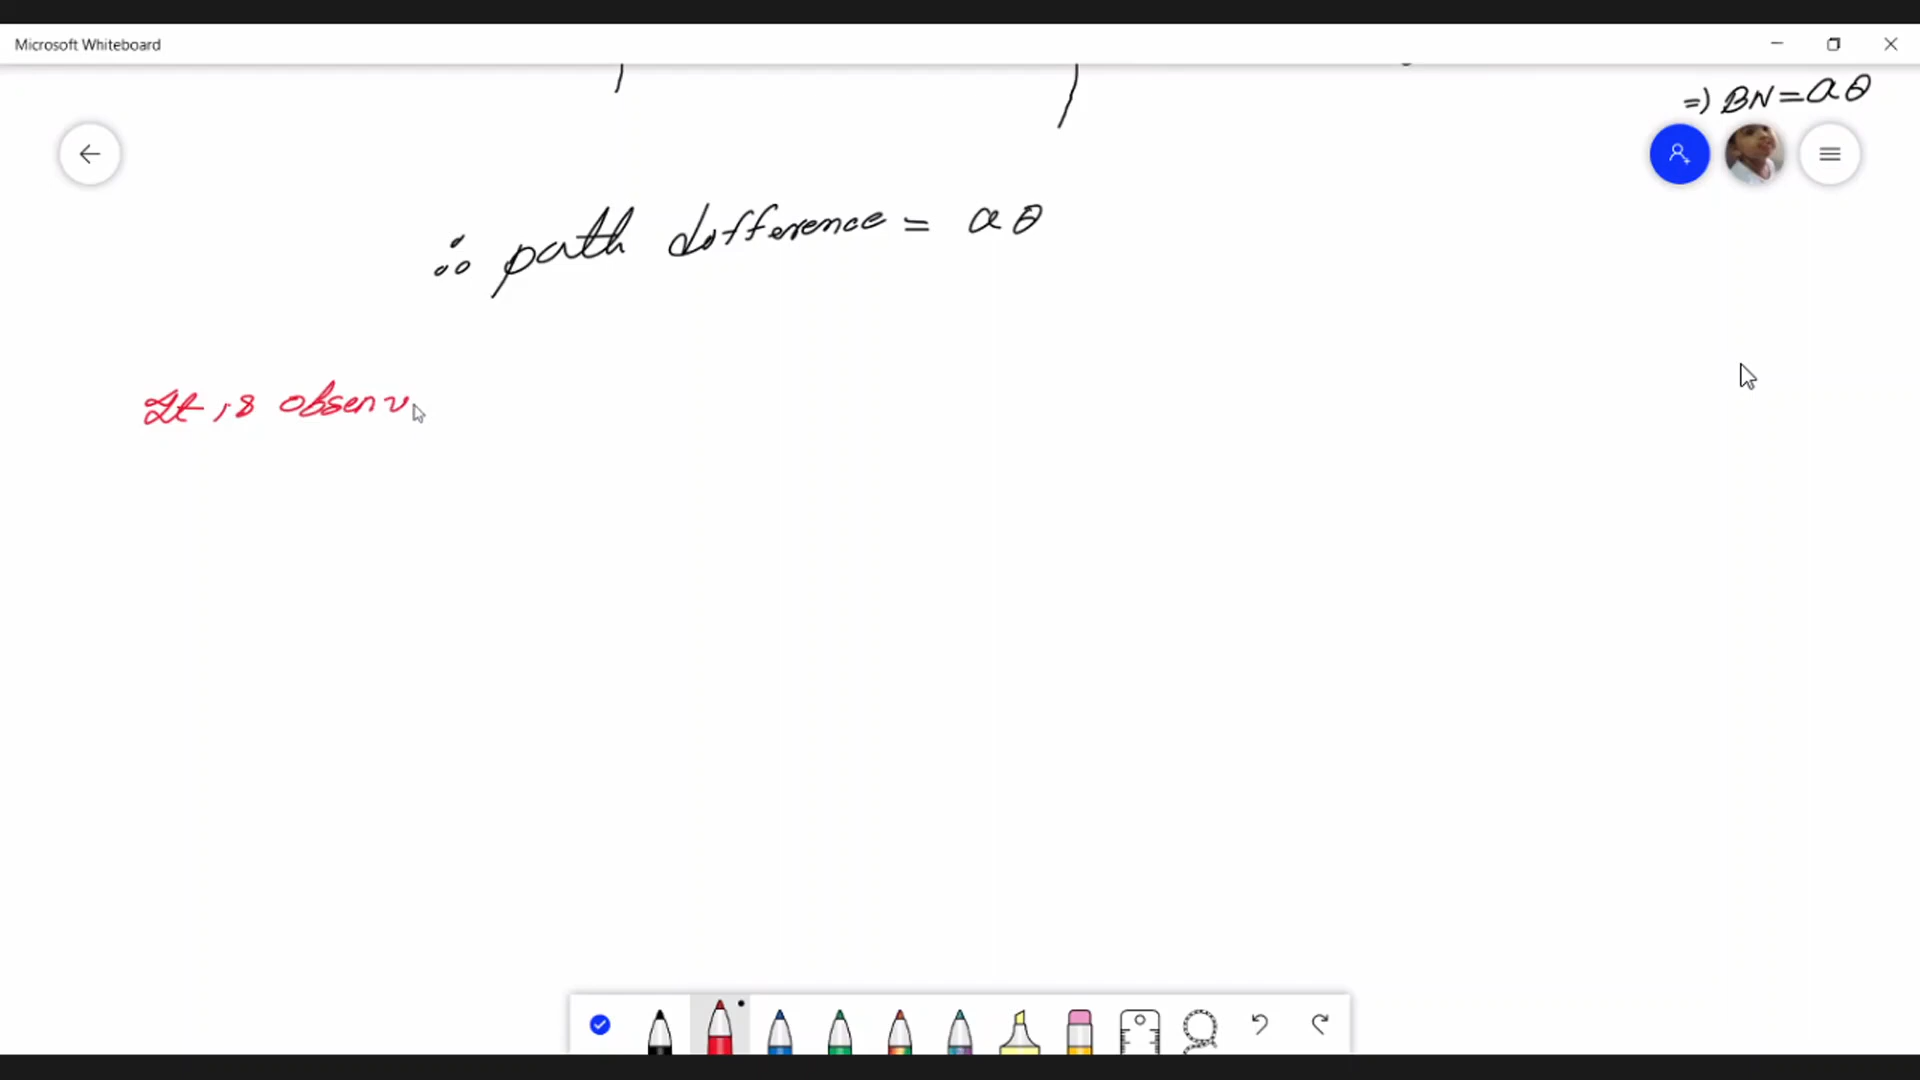 Microsoft Whiteboard
=) BN = aθ
∴ path difference = aθ
It is observ